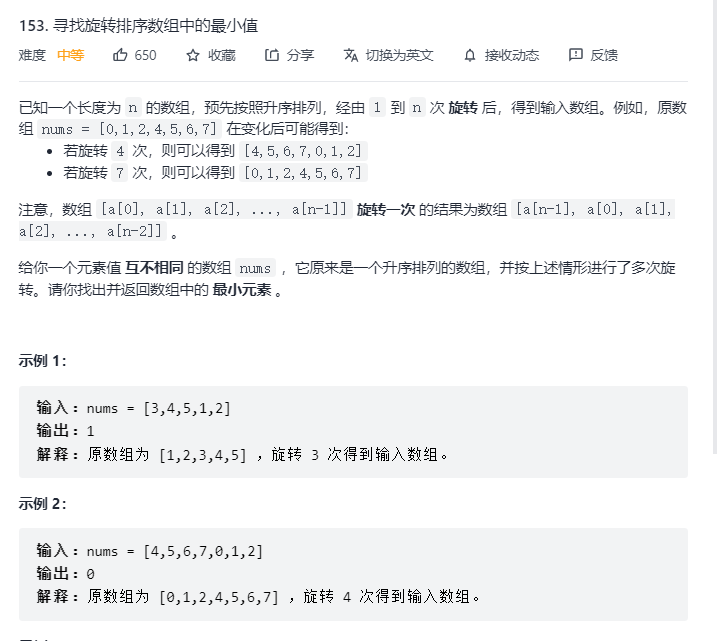 153. 寻找旋转排序数组中的最小值
难度 中等 650 收藏 分享 切换为英文 接收动态 反馈
已知一个长度为 n 的数组，预先按照升序排列，经由 1 到 n 次 旋转 后，得到输入数组。例如，原数
组 nums = [0,1,2,4,5,6,7] 在变化后可能得到：
若旋转 4 次，则可以得到 [4,5,6,7,0,1,2]
若旋转 7 次，则可以得到 [0,1,2,4,5,6,7]
注意，数组 [a[0], a[1], a[2], ..., a[n-1]] 旋转一次 的结果为数组 [a[n-1], a[0], a[1],
a[2], ..., a[n-2]] 。
给你一个元素值 互不相同 的数组 nums ，它原来是一个升序排列的数组，并按上述情形进行了多次旋
转。请你找出并返回数组中的 最小元素 。
示例 1：
输入：nums = [3,4,5,1,2]
输出：1
解释：原数组为 [1,2,3,4,5] ，旋转 3 次得到输入数组。
示例 2：
输入：nums = [4,5,6,7,0,1,2]
输出：0
解释：原数组为 [0,1,2,4,5,6,7] ，旋转 4 次得到输入数组。